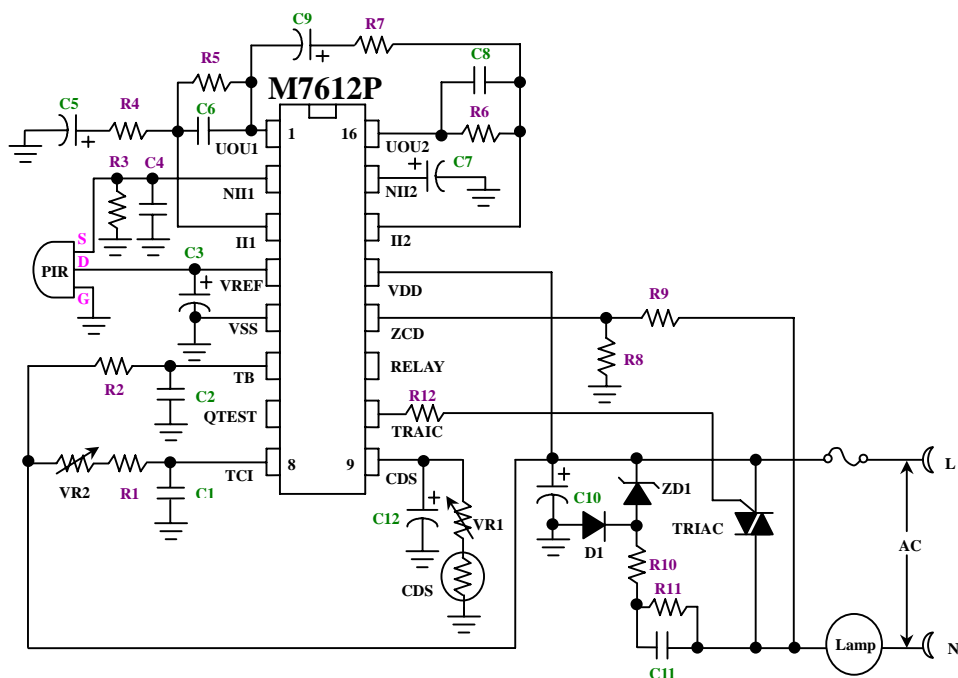 C9
R7
R5
C8
M7612P
C5
R4
C6
R6
1
16
UOU1
UOU2
R3
C4
C7
NII1
NII2
S
II1
II2
PIR
D
C3
VREF
VDD
G
R9
VSS
ZCD
R8
TB
RELAY
R2
C2
R12
QTEST
TRAIC
8
9
TCI
CDS
L
VR2
R1
C1
C10
ZD1
C12
VR1
TRIAC
D1
AC
R10
CDS
R11
Lamp
N
C11